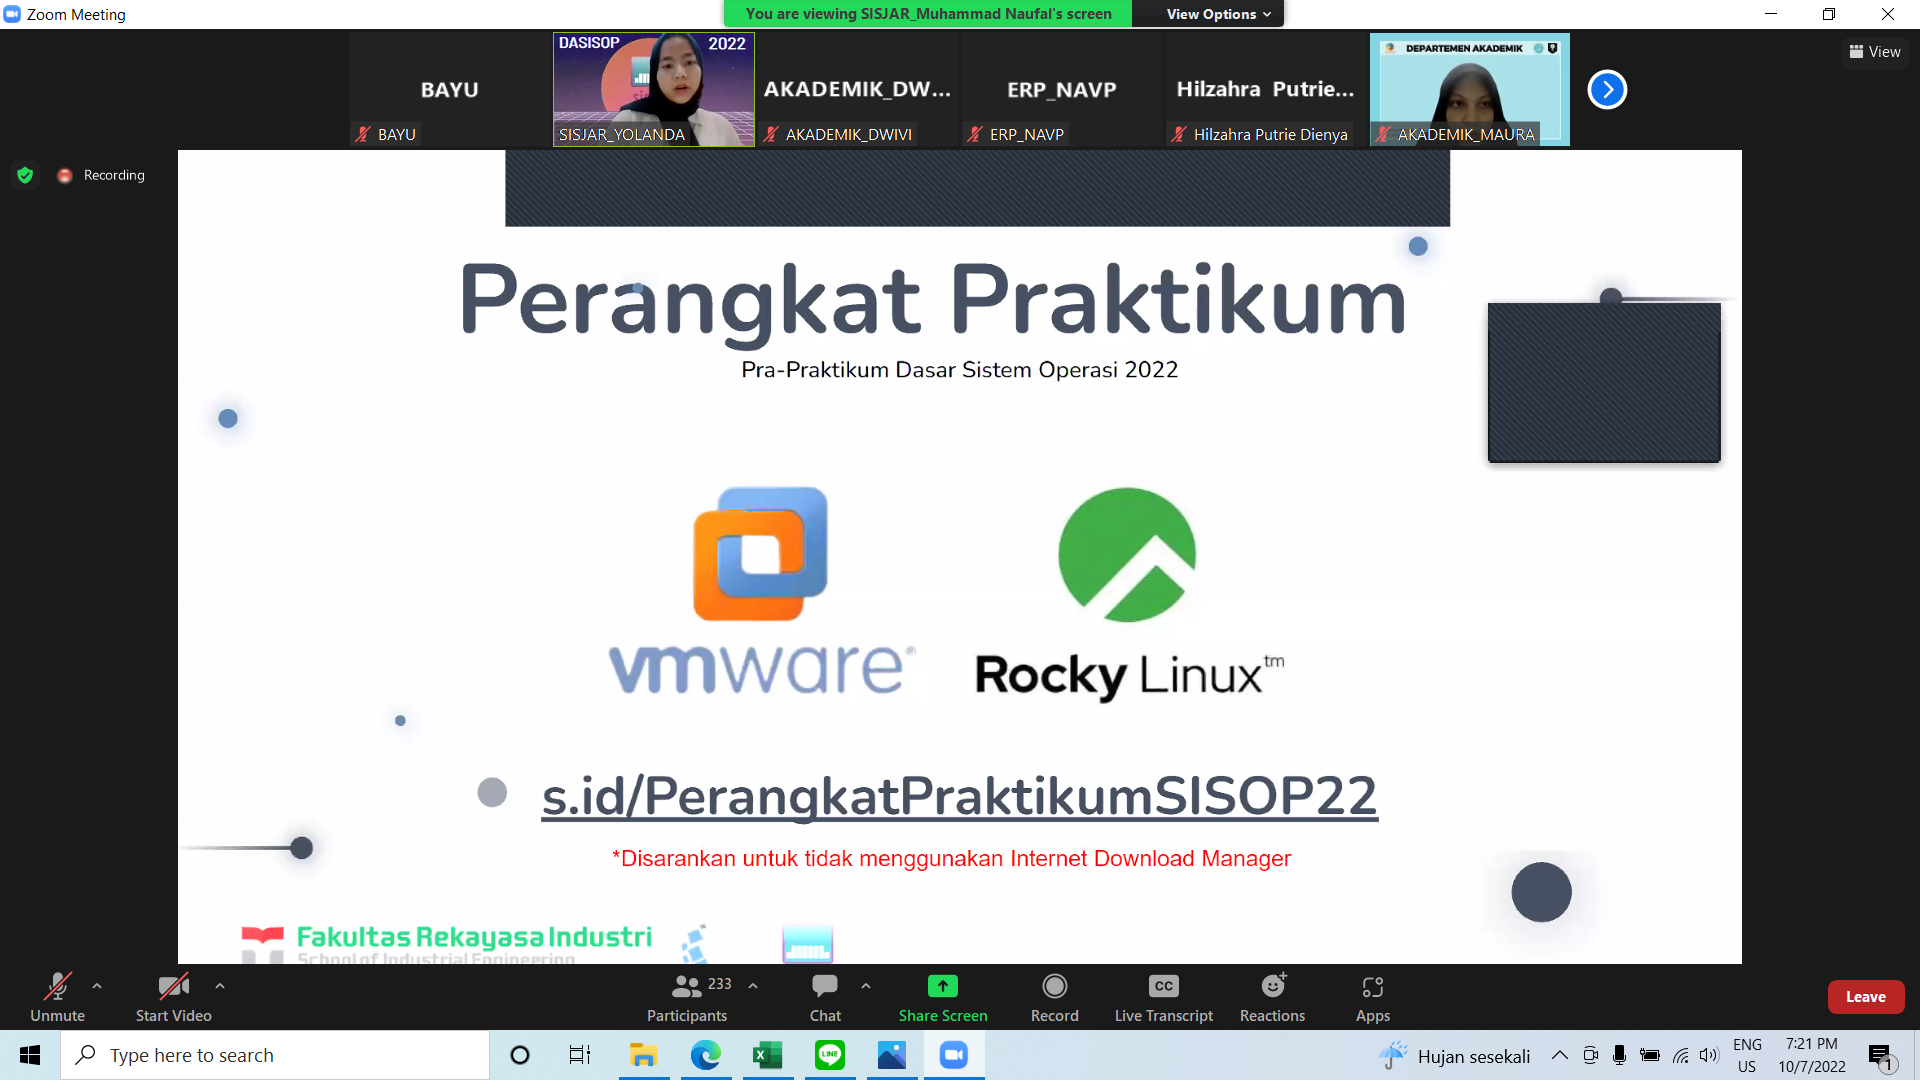 Zoom Meeting
You are viewing SISJAR_Muhammad Naufal's screen
View Options
View
BAYU
BAYU
DASISOP 2022
SISJAR_YOLANDA
AKADEMIK_DW...
AKADEMIK_DWIVI
ERP_NAVP
ERP_NAVP
Hilzahra Putrie...
Hilzahra Putrie Dienya
DEPARTEMEN AKADEMIK
AKADEMIK_MAURA
Recording
Perangkat Praktikum
Pra-Praktikum Dasar Sistem Operasi 2022
vmware®
Rocky Linux™
s.id/PerangkatPraktikumSISOP22
*Disarankan untuk tidak menggunakan Internet Download Manager
Fakultas Rekayasa Industri
School of Industrial Engineering
Unmute
Start Video
233
Participants
Chat
Share Screen
Record
CC
Live Transcript
Reactions
Apps
Leave
Type here to search
LINE
Hujan sesekali
ENG
US
7:21 PM
10/7/2022
1